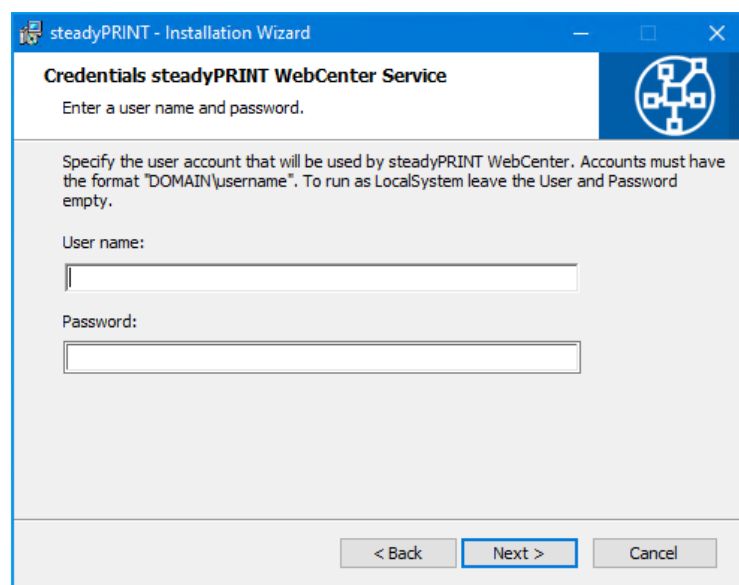 steadyPRINT - Installation Wizard
Credentials steadyPRINT WebCenter Service
Enter a user name and password.
Specify the user account that will be used by steadyPRINT WebCenter. Accounts must have
the format "DOMAIN\username". To run as LocalSystem leave the User and Password
empty.
User name:
Password:
< Back
Next >
Cancel